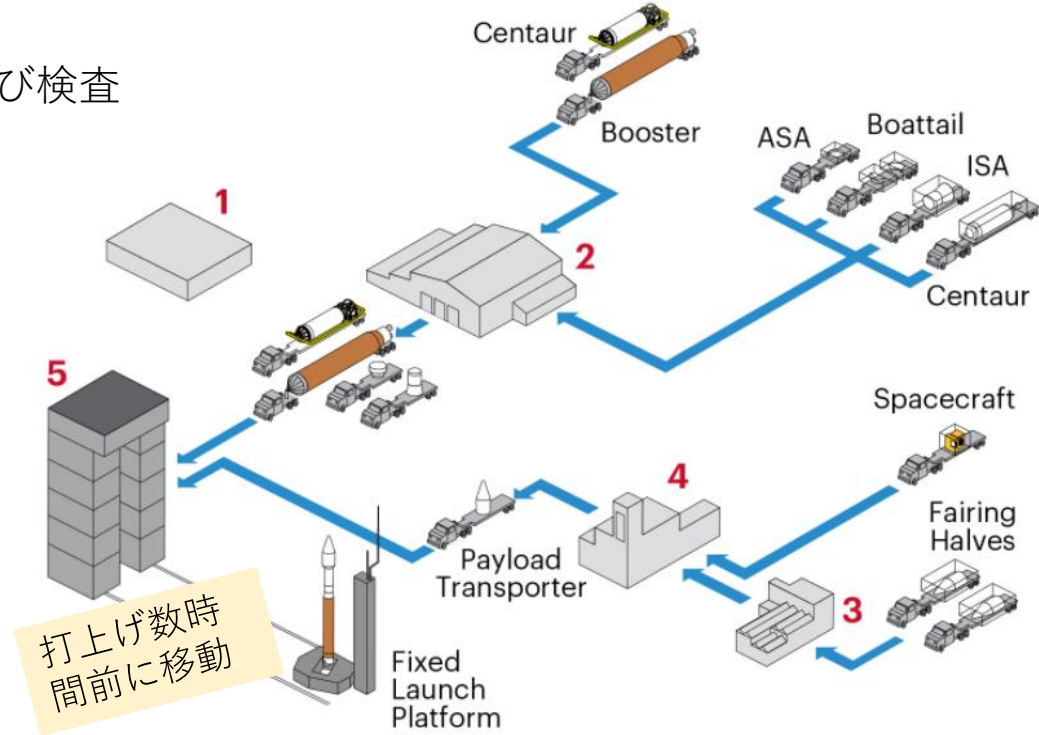 び検査
Centaur
Booster
ASA
Boattail
ISA
Centaur
1
2
5
Spacecraft
4
Fairing
Halves
Payload
Transporter
3
打上げ数時
間前に移動
Fixed
Launch
Platform